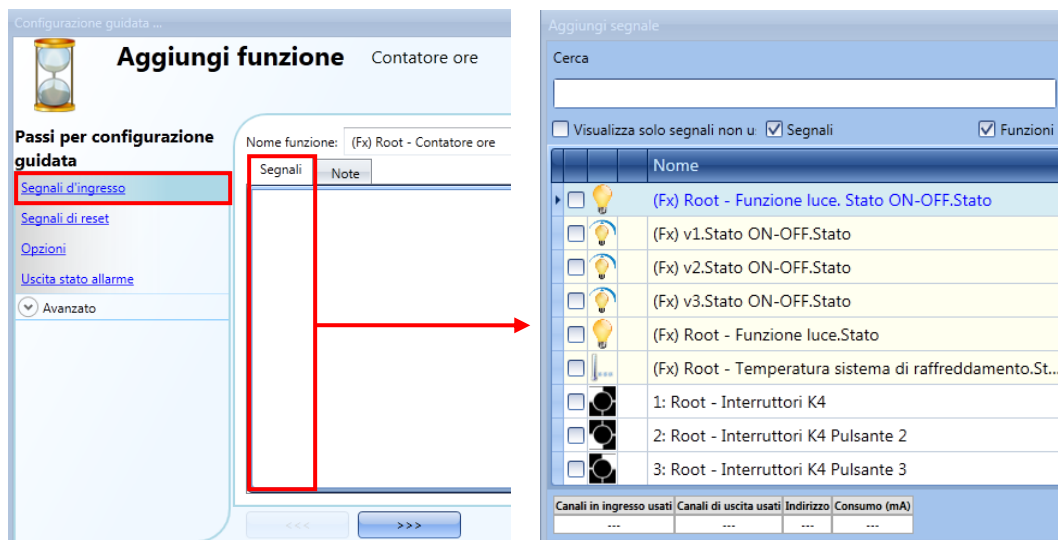 Configurazione guidata ...
Aggiungi funzione Contatore ore
Passi per configurazione
guidata
Segnali d'ingresso
Segnali di reset
Opzioni
Uscita stato allarme
Avanzato
Nome funzione: (Fx) Root - Contatore ore
Segnali Note
<<< >>>
Aggiungi segnale
Cerca
Visualizza solo segnali non u Segnali Funzioni
Nome
(Fx) Root - Funzione luce. Stato ON-OFF.Stato
(Fx) v1.Stato ON-OFF.Stato
(Fx) v2.Stato ON-OFF.Stato
(Fx) v3.Stato ON-OFF.Stato
(Fx) Root - Funzione luce.Stato
(Fx) Root - Temperatura sistema di raffreddamento.St...
1: Root - Interruttori K4
2: Root - Interruttori K4 Pulsante 2
3: Root - Interruttori K4 Pulsante 3
Canali in ingresso usati Canali di uscita usati Indirizzo Consumo (mA)
--- --- --- ---